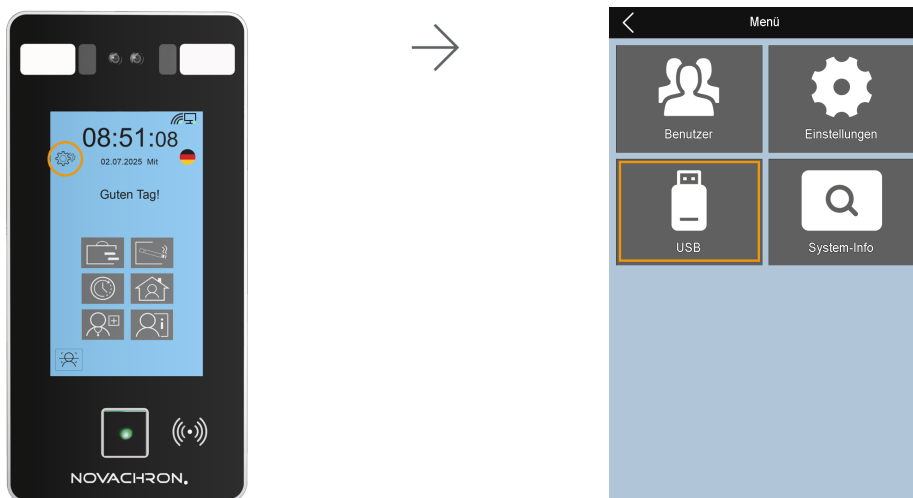 08:51:08
02.07.2025 Mit
Guten Tag!
NOVACHRON.
Menü
Benutzer
Einstellungen
USB
System-Info